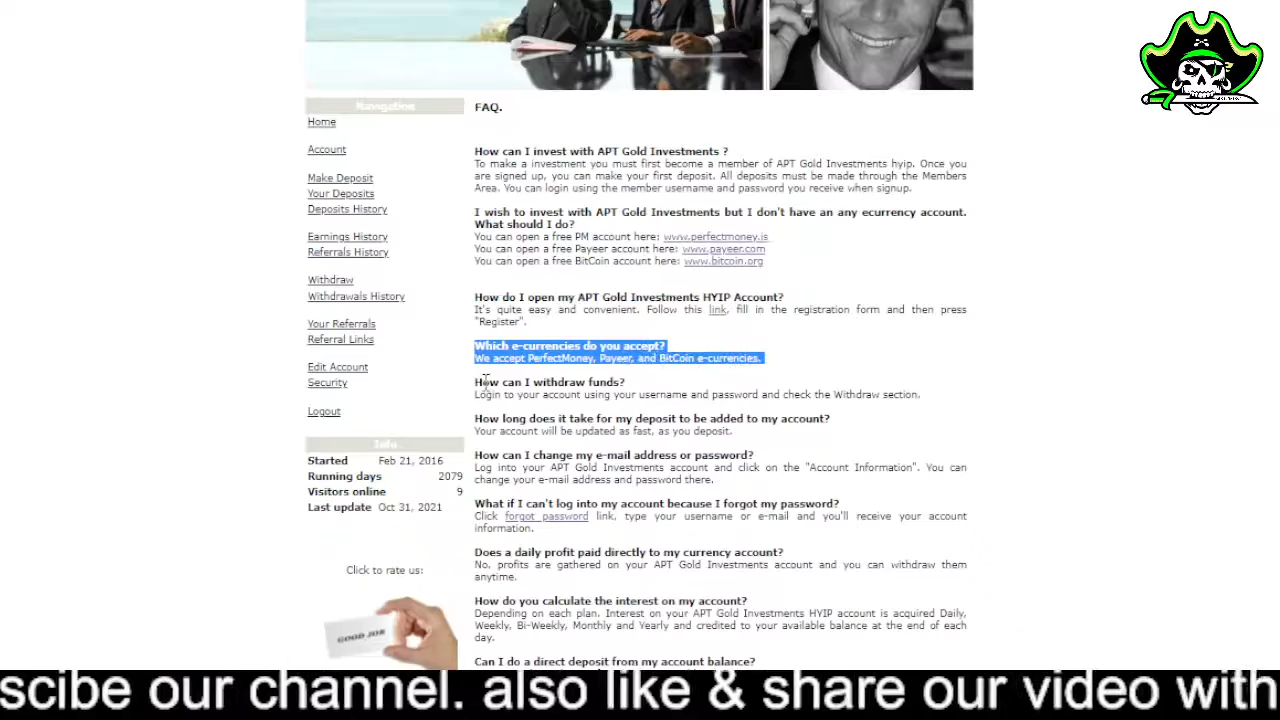 Navigation
Home
Account
Make Deposit
Your Deposits
Deposits History
Earnings History
Referrals History
Withdraw
Withdrawals History
Your Referrals
Referral Links
Edit Account
Security
Logout
Info
Started Feb 21, 2016
Running days 2079
Visitors online 9
Last update Oct 31, 2021
Click to rate us:
GOOD JOB
FAQ.
How can I invest with APT Gold Investments ?
To make a investment you must first become a member of APT Gold Investments hyip. Once you
are signed up, you can make your first deposit. All deposits must be made through the Members
Area. You can login using the member username and password you receive when signup.
I wish to invest with APT Gold Investments but I don't have an any ecurrency account.
What should I do?
You can open a free PM account here: www.perfectmoney.is
You can open a free Payeer account here: www.payeer.com
You can open a free BitCoin account here: www.bitcoin.org
How do I open my APT Gold Investments HYIP Account?
It's quite easy and convenient. Follow this link, fill in the registration form and then press
"Register".
Which e-currencies do you accept?
We accept PerfectMoney, Payeer, and BitCoin e-currencies.
How can I withdraw funds?
Login to your account using your username and password and check the Withdraw section.
How long does it take for my deposit to be added to my account?
Your account will be updated as fast, as you deposit.
How can I change my e-mail address or password?
Log into your APT Gold Investments account and click on the "Account Information". You can
change your e-mail address and password there.
What if I can't log into my account because I forgot my password?
Click forgot password link, type your username or e-mail and you'll receive your account
information.
Does a daily profit paid directly to my currency account?
No, profits are gathered on your APT Gold Investments account and you can withdraw them
anytime.
How do you calculate the interest on my account?
Depending on each plan. Interest on your APT Gold Investments HYIP account is acquired Daily,
Weekly, Bi-Weekly, Monthly and Yearly and credited to your available balance at the end of each
day.
Can I do a direct deposit from my account balance?
scibe our channel. also like & share our video with